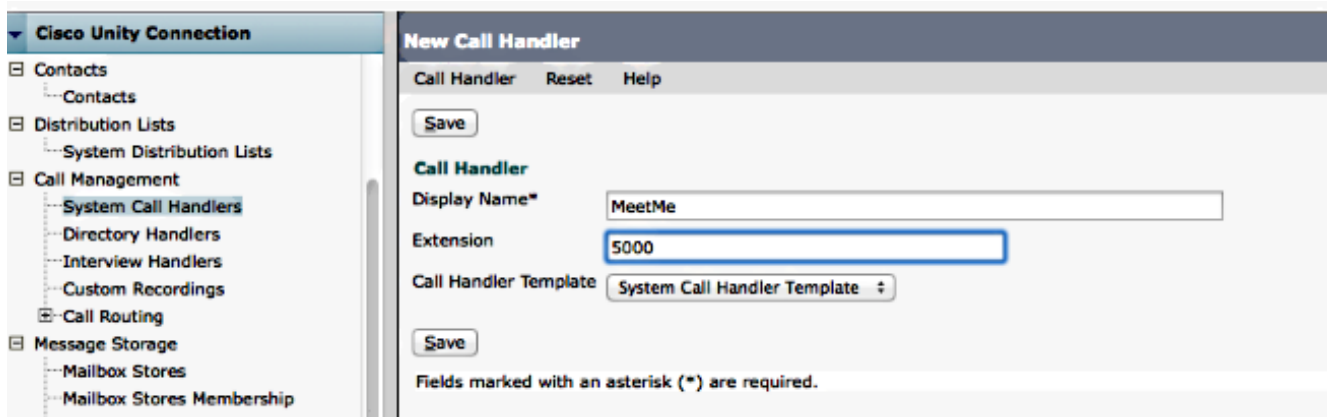 Cisco Unity Connection
Contacts
Contacts
Distribution Lists
System Distribution Lists
Call Management
System Call Handlers
Directory Handlers
Interview Handlers
Custom Recordings
Call Routing
Message Storage
Mailbox Stores
Mailbox Stores Membership
New Call Handler
Call Handler Reset Help
Save
Call Handler
Display Name* MeetMe
Extension 5000
Call Handler Template System Call Handler Template
Save
Fields marked with an asterisk (*) are required.